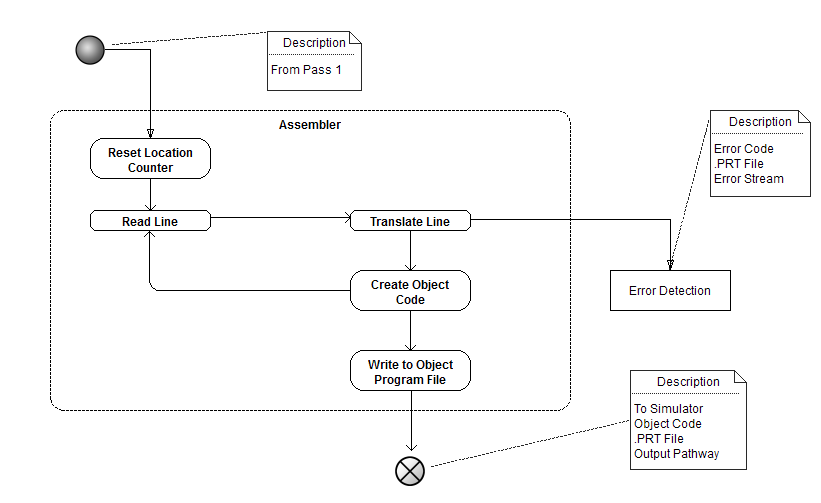 Description
From Pass 1
Assembler
Reset Location
Counter
Read Line
Translate Line
Create Object
Code
Write to Object
Program File
Description
Error Code
.PRT File
Error Stream
Error Detection
Description
To Simulator
Object Code
.PRT File
Output Pathway